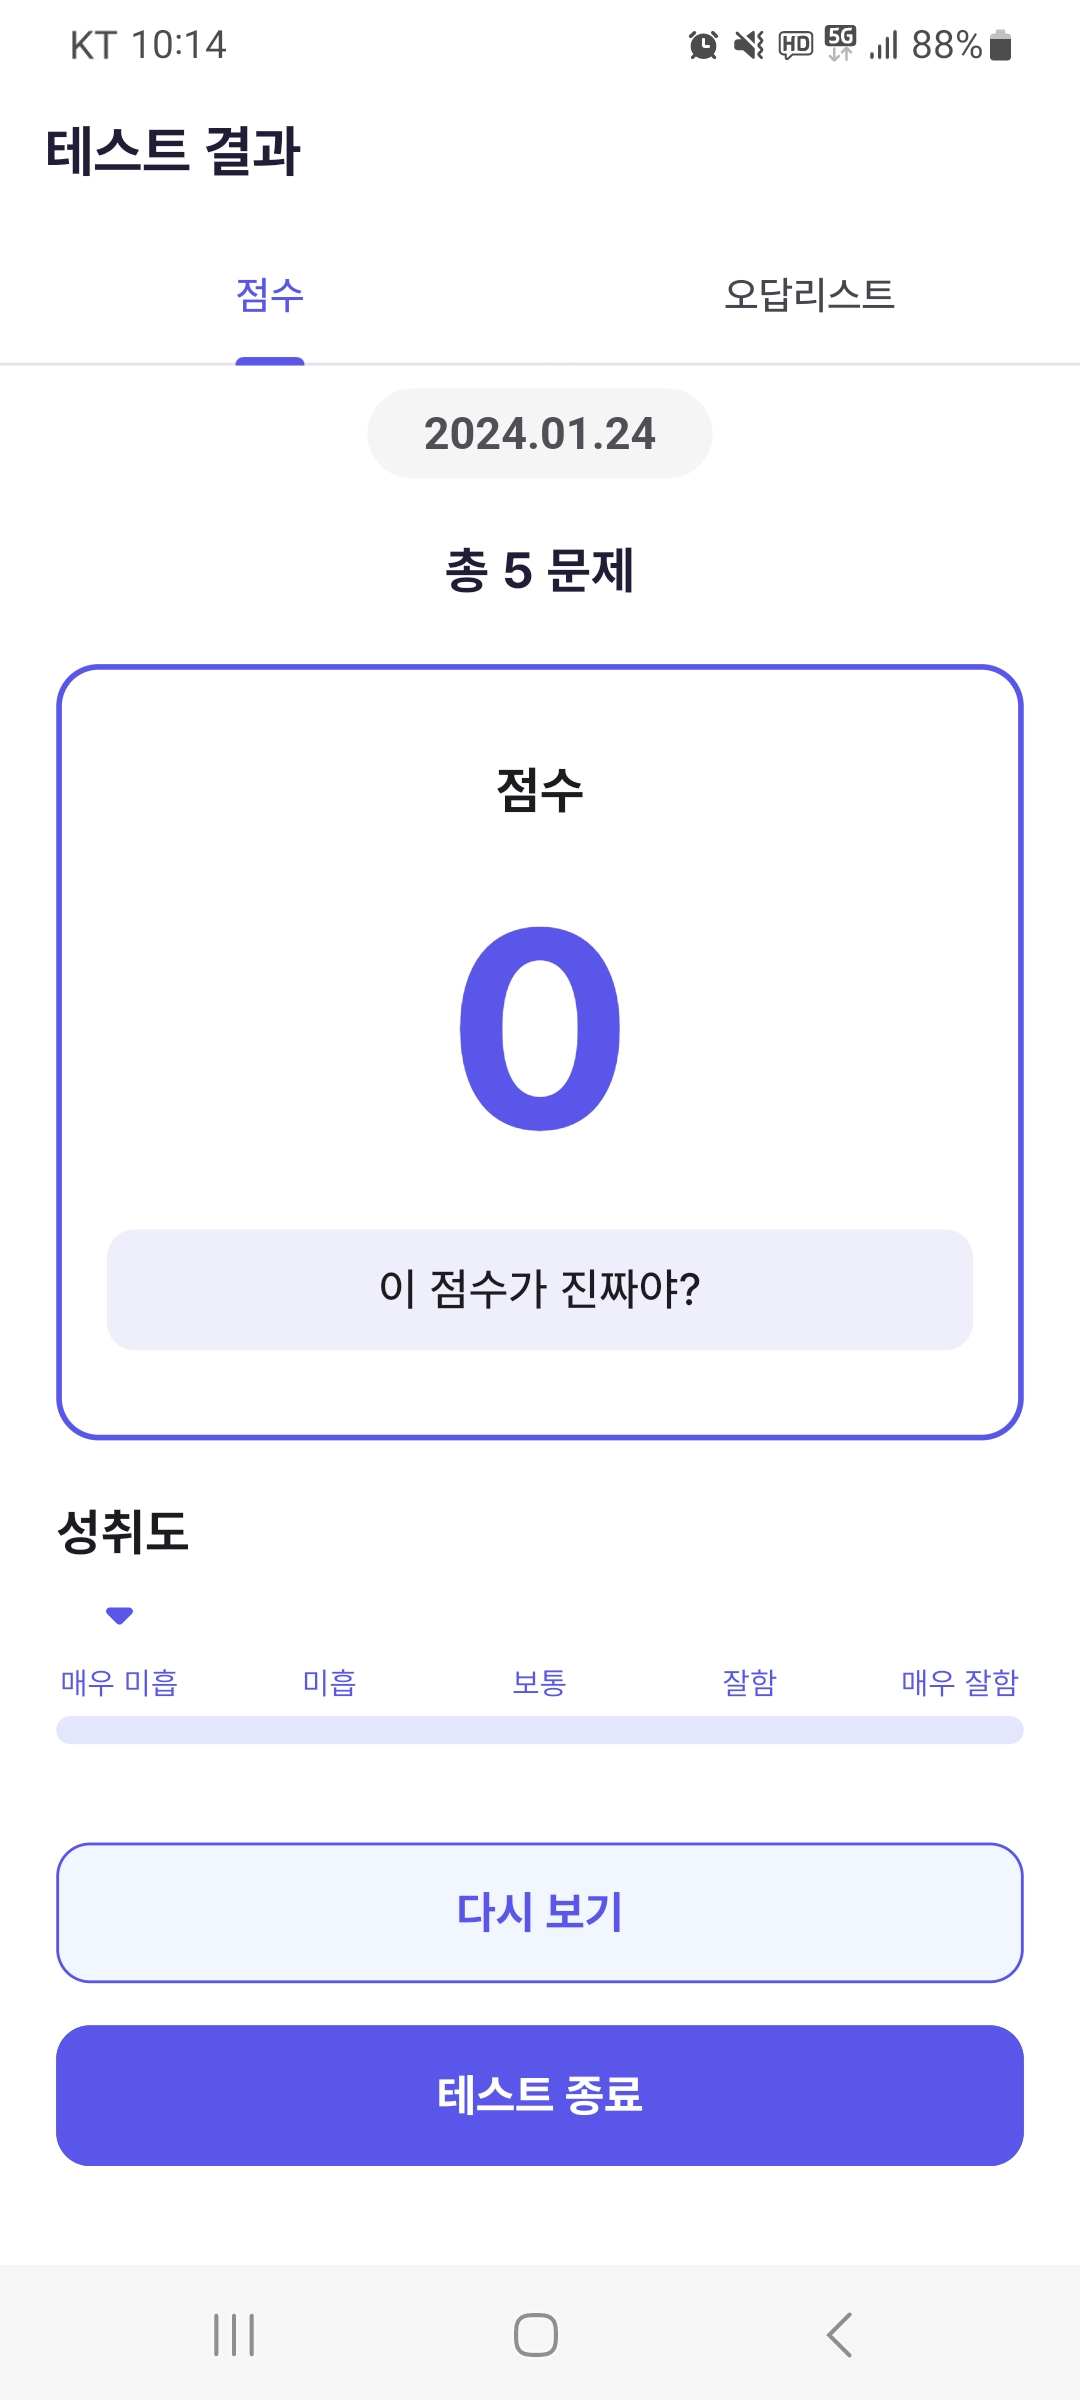 KT 10:14 HD 5G 88%
테스트 결과
점수 오답리스트
2024.01.24
총 5 문제
점수
0
이 점수가 진짜야?
성취도
매우 미흡 미흡 보통 잘함 매우 잘함
다시 보기
테스트 종료